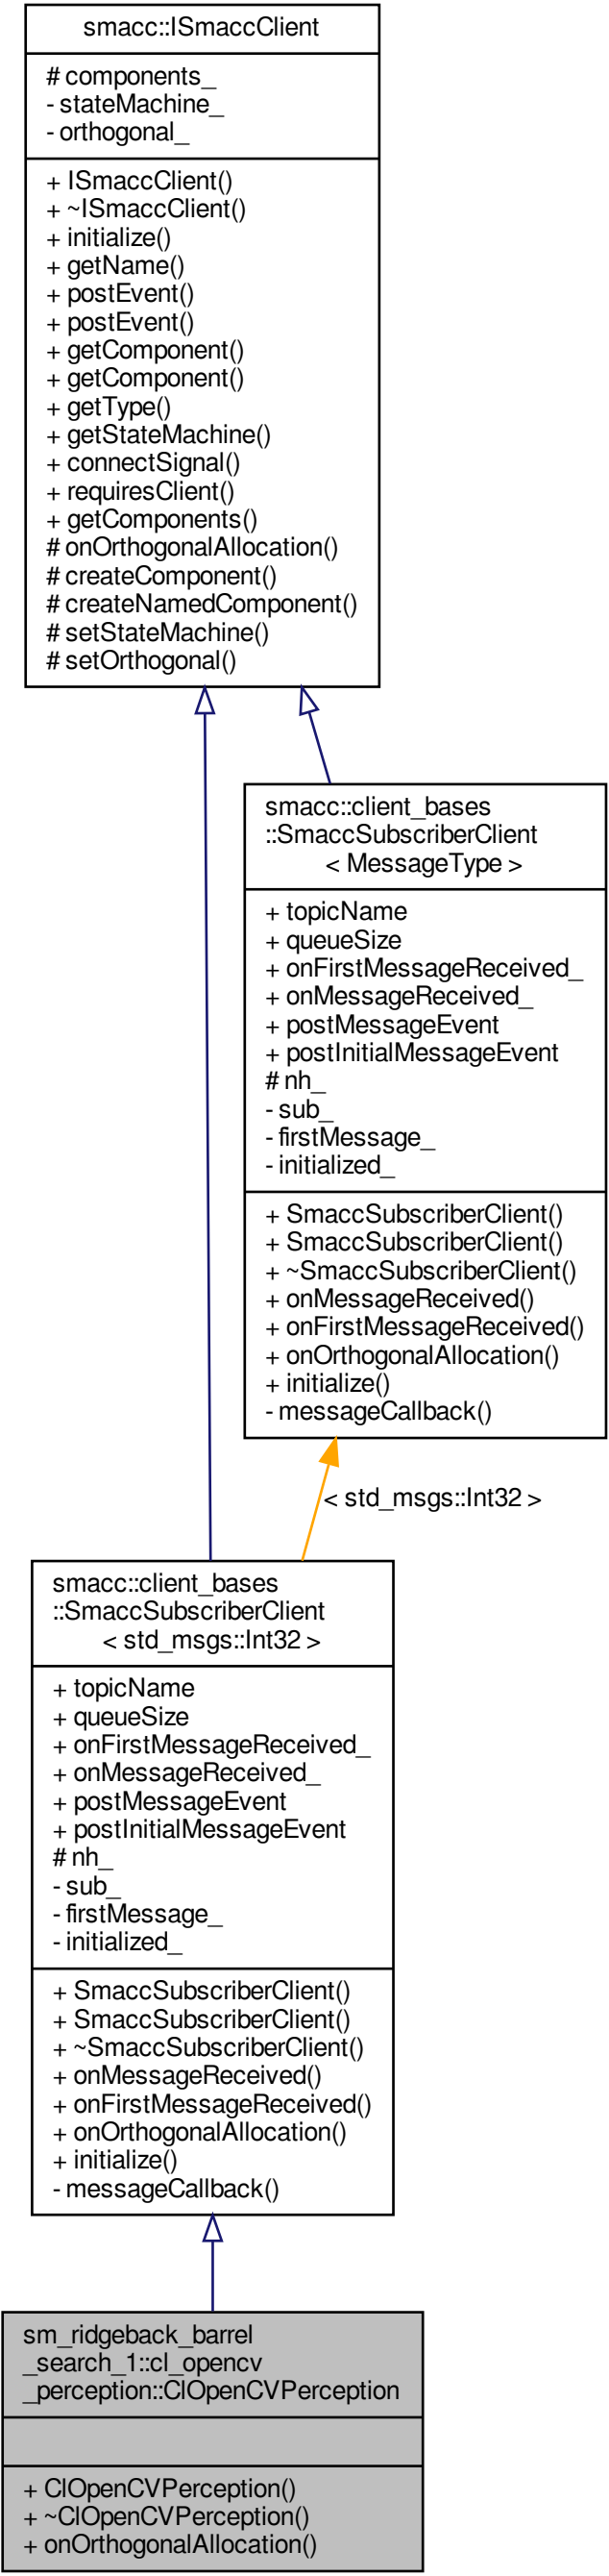 smacc::ISmaccClient
# components_
- stateMachine_
- orthogonal_
+ ISmaccClient()
+ ~ISmaccClient()
+ initialize()
+ getName()
+ postEvent()
+ postEvent()
+ getComponent()
+ getComponent()
+ getType()
+ getStateMachine()
+ connectSignal()
+ requiresClient()
+ getComponents()
# onOrthogonalAllocation()
# createComponent()
# createNamedComponent()
# setStateMachine()
# setOrthogonal()
smacc::client_bases
::SmaccSubscriberClient
< MessageType >
+ topicName
+ queueSize
+ onFirstMessageReceived_
+ onMessageReceived_
+ postMessageEvent
+ postInitialMessageEvent
# nh_
- sub_
- firstMessage_
- initialized_
+ SmaccSubscriberClient()
+ SmaccSubscriberClient()
+ ~SmaccSubscriberClient()
+ onMessageReceived()
+ onFirstMessageReceived()
+ onOrthogonalAllocation()
+ initialize()
- messageCallback()
< std_msgs::Int32 >
smacc::client_bases
::SmaccSubscriberClient
< std_msgs::Int32 >
+ topicName
+ queueSize
+ onFirstMessageReceived_
+ onMessageReceived_
+ postMessageEvent
+ postInitialMessageEvent
# nh_
- sub_
- firstMessage_
- initialized_
+ SmaccSubscriberClient()
+ SmaccSubscriberClient()
+ ~SmaccSubscriberClient()
+ onMessageReceived()
+ onFirstMessageReceived()
+ onOrthogonalAllocation()
+ initialize()
- messageCallback()
sm_ridgeback_barrel
_search_1::cl_opencv
_perception::ClOpenCVPerception
+ ClOpenCVPerception()
+ ~ClOpenCVPerception()
+ onOrthogonalAllocation()